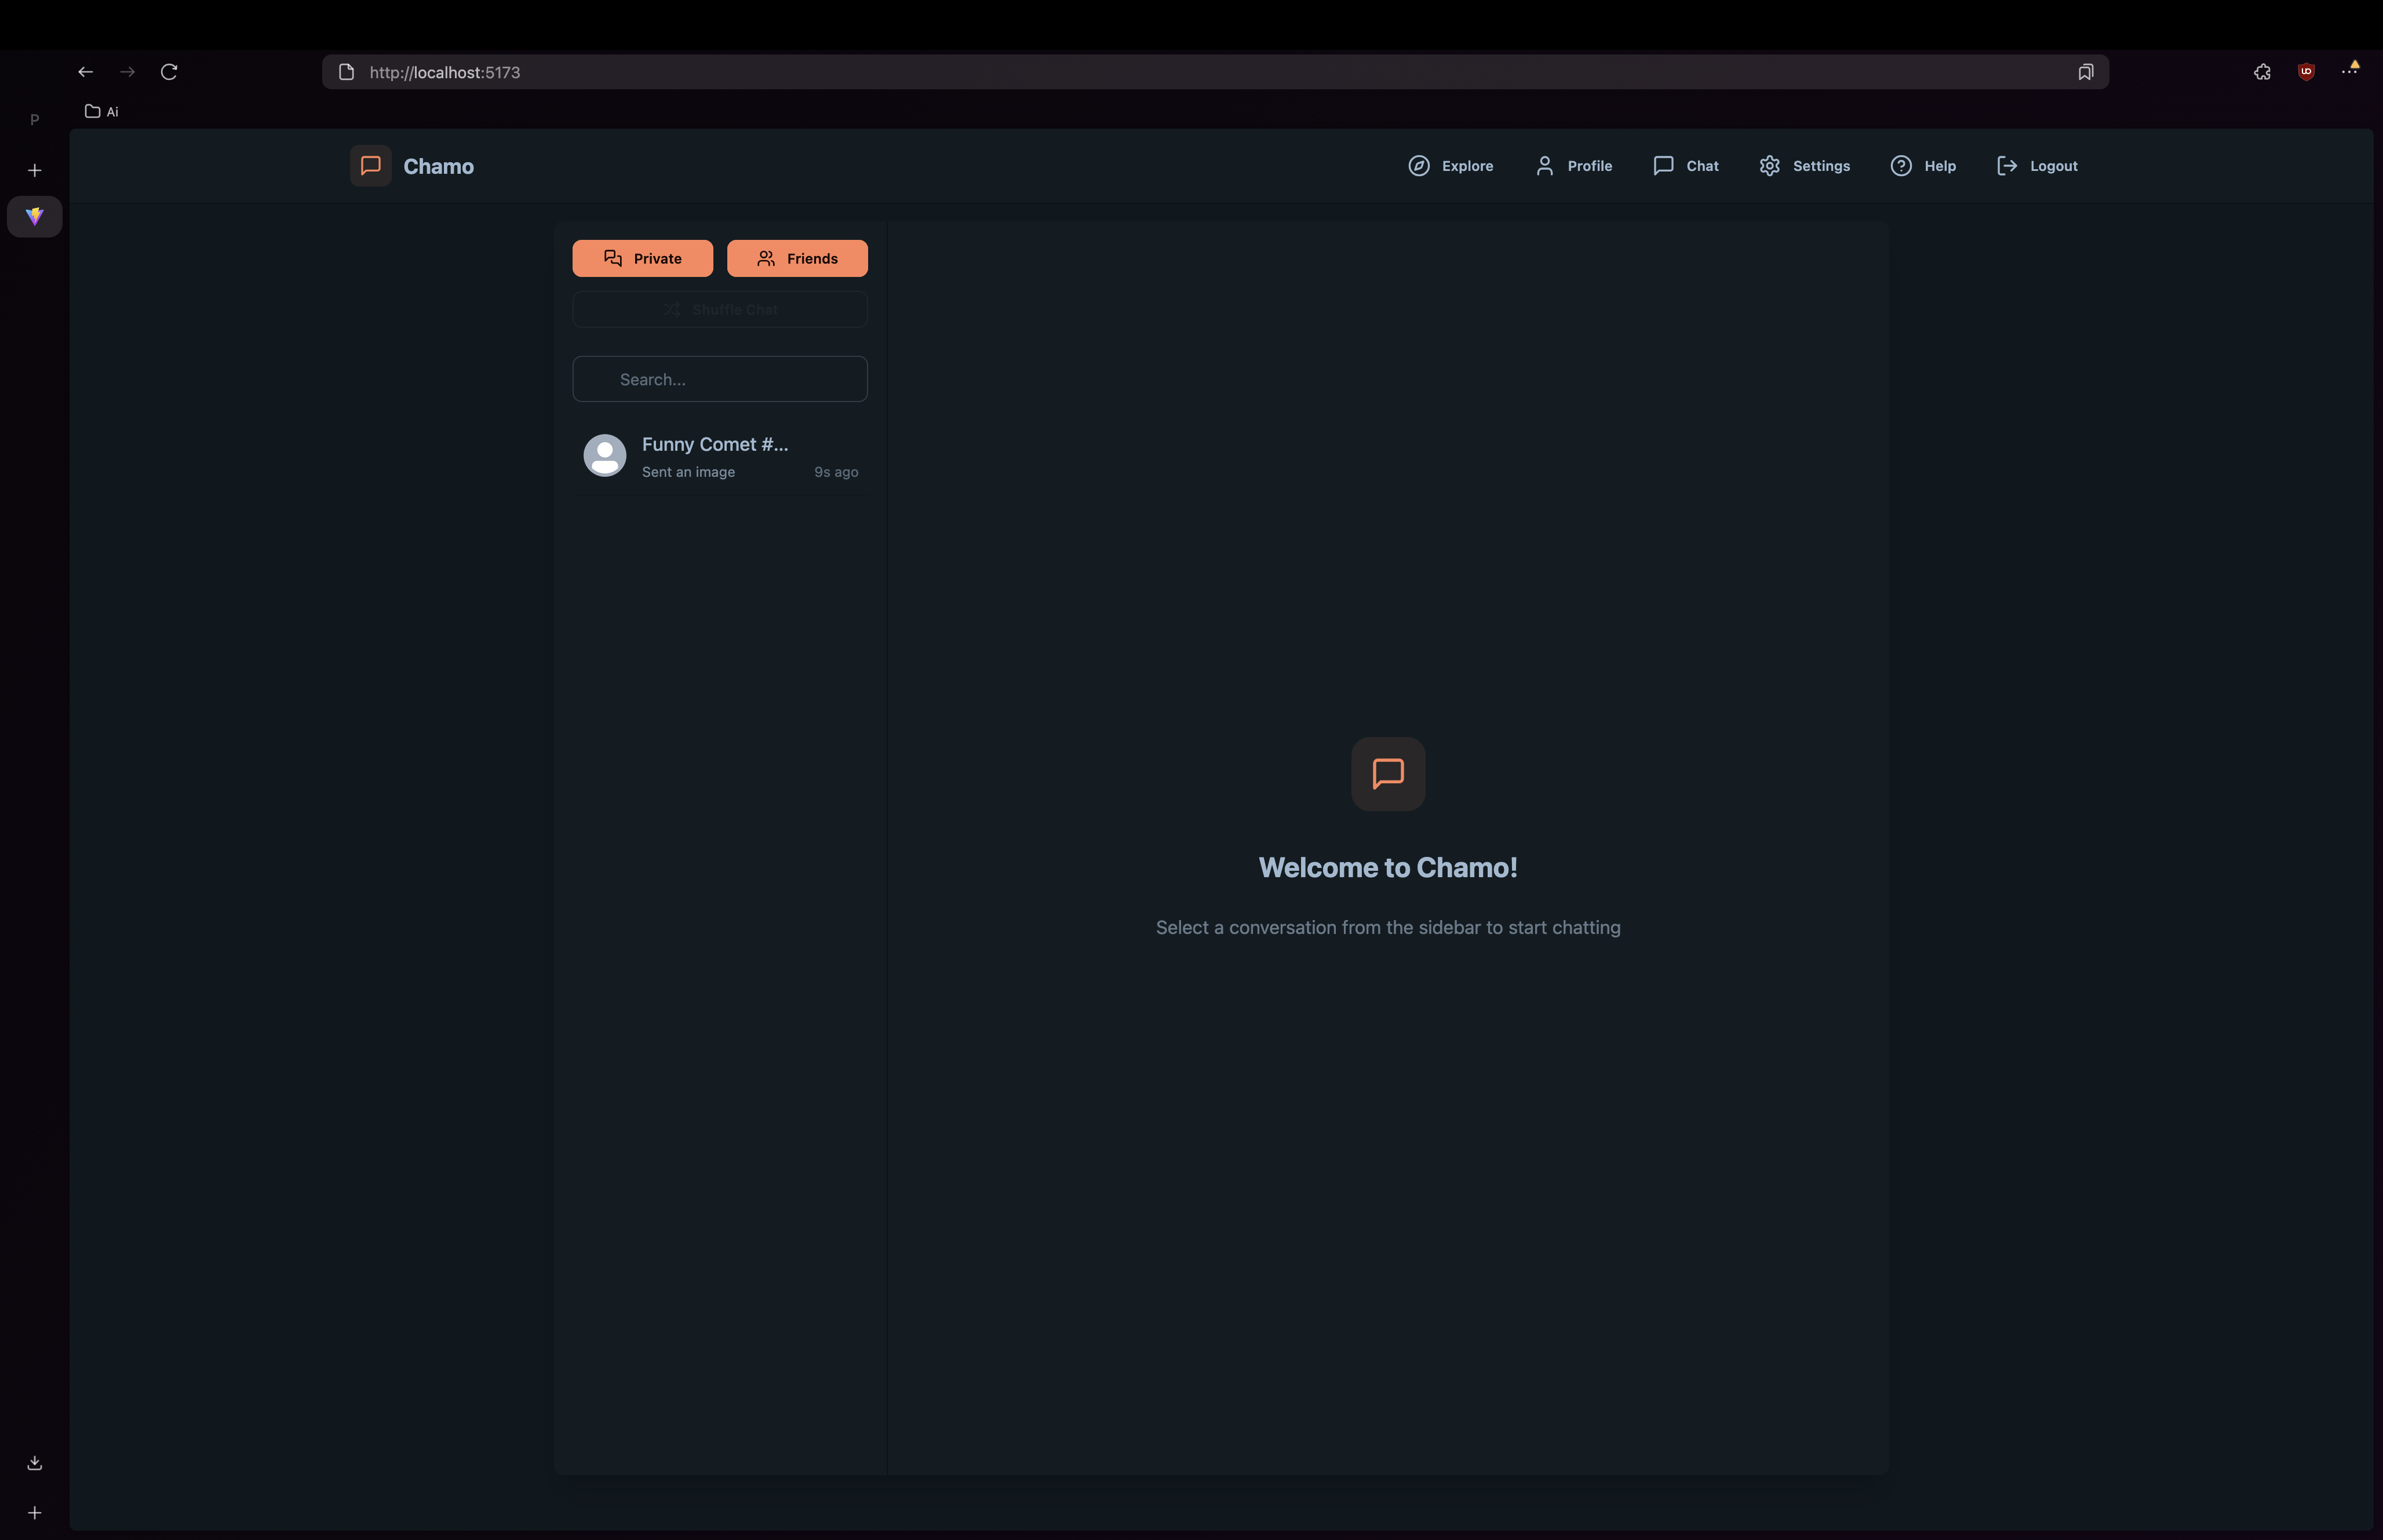 http://localhost:5173
P
Ai
Chamo
Explore
Profile
Chat
Settings
Help
Logout
Private
Friends
Shuffle Chat
Search...
Funny Comet #...
Sent an image
9s ago
Welcome to Chamo!
Select a conversation from the sidebar to start chatting